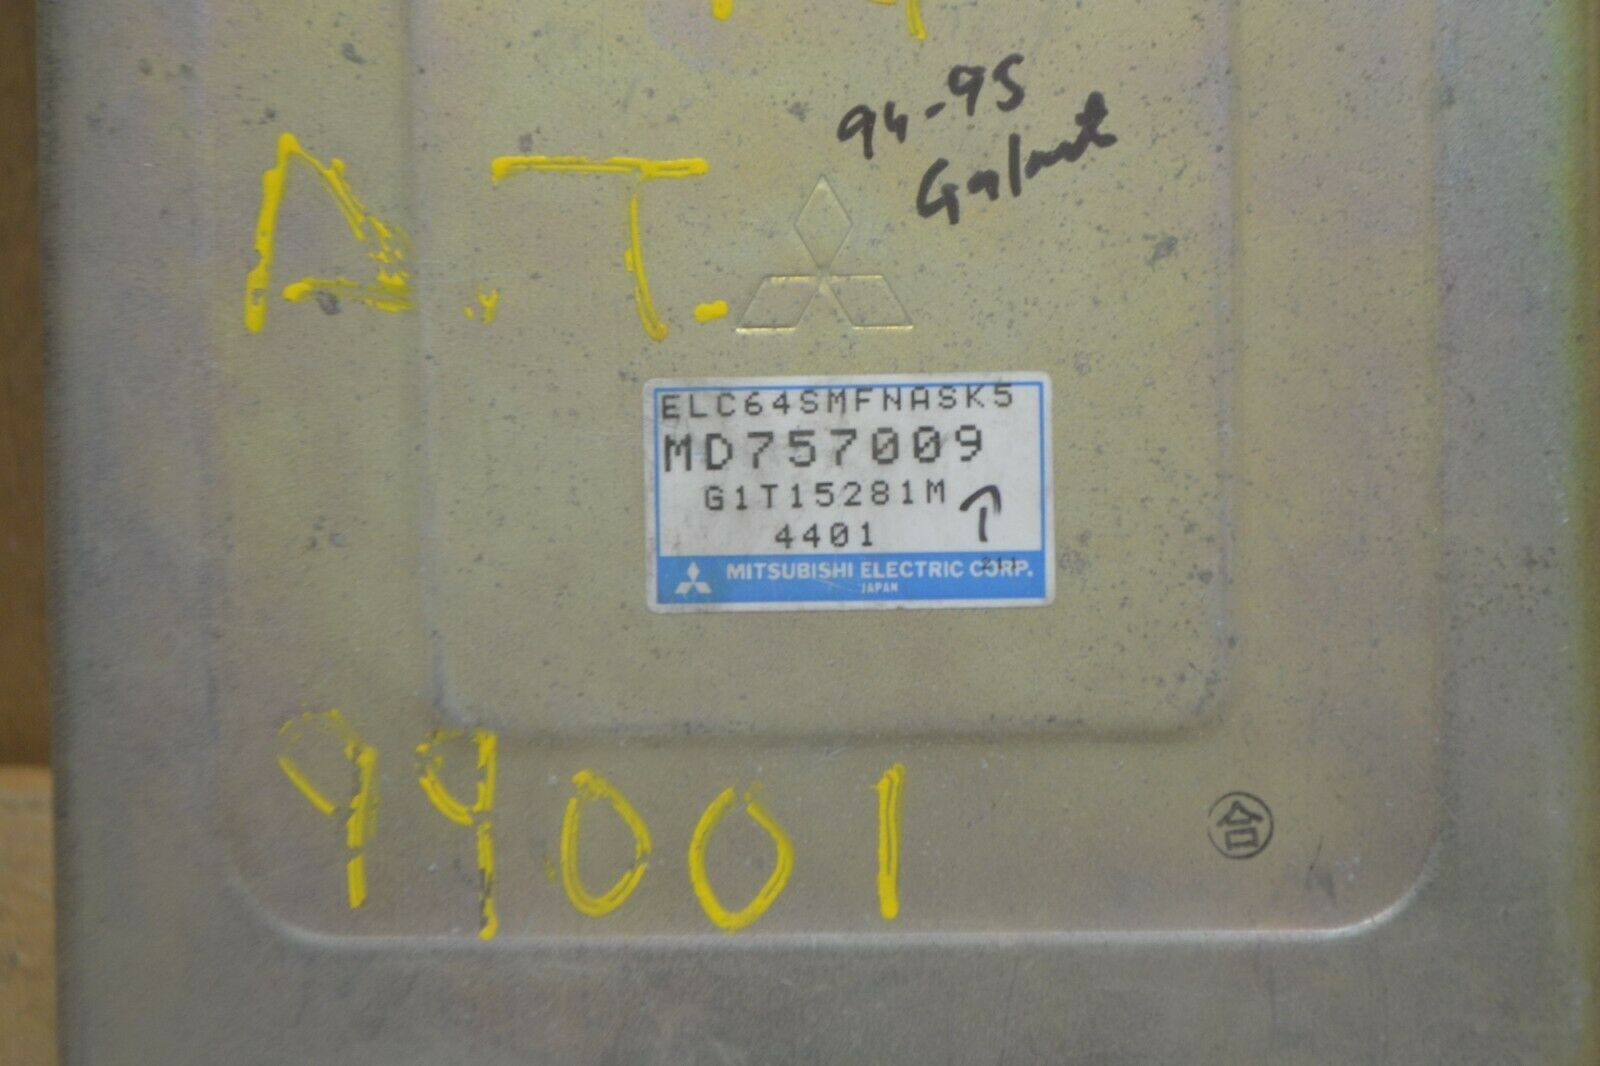 94-95
Galant
A.T.
ELC64SMFNASK5
MD757009
G1T15281M
4401
MITSUBISHI ELECTRIC CORP.
JAPAN
99001
合